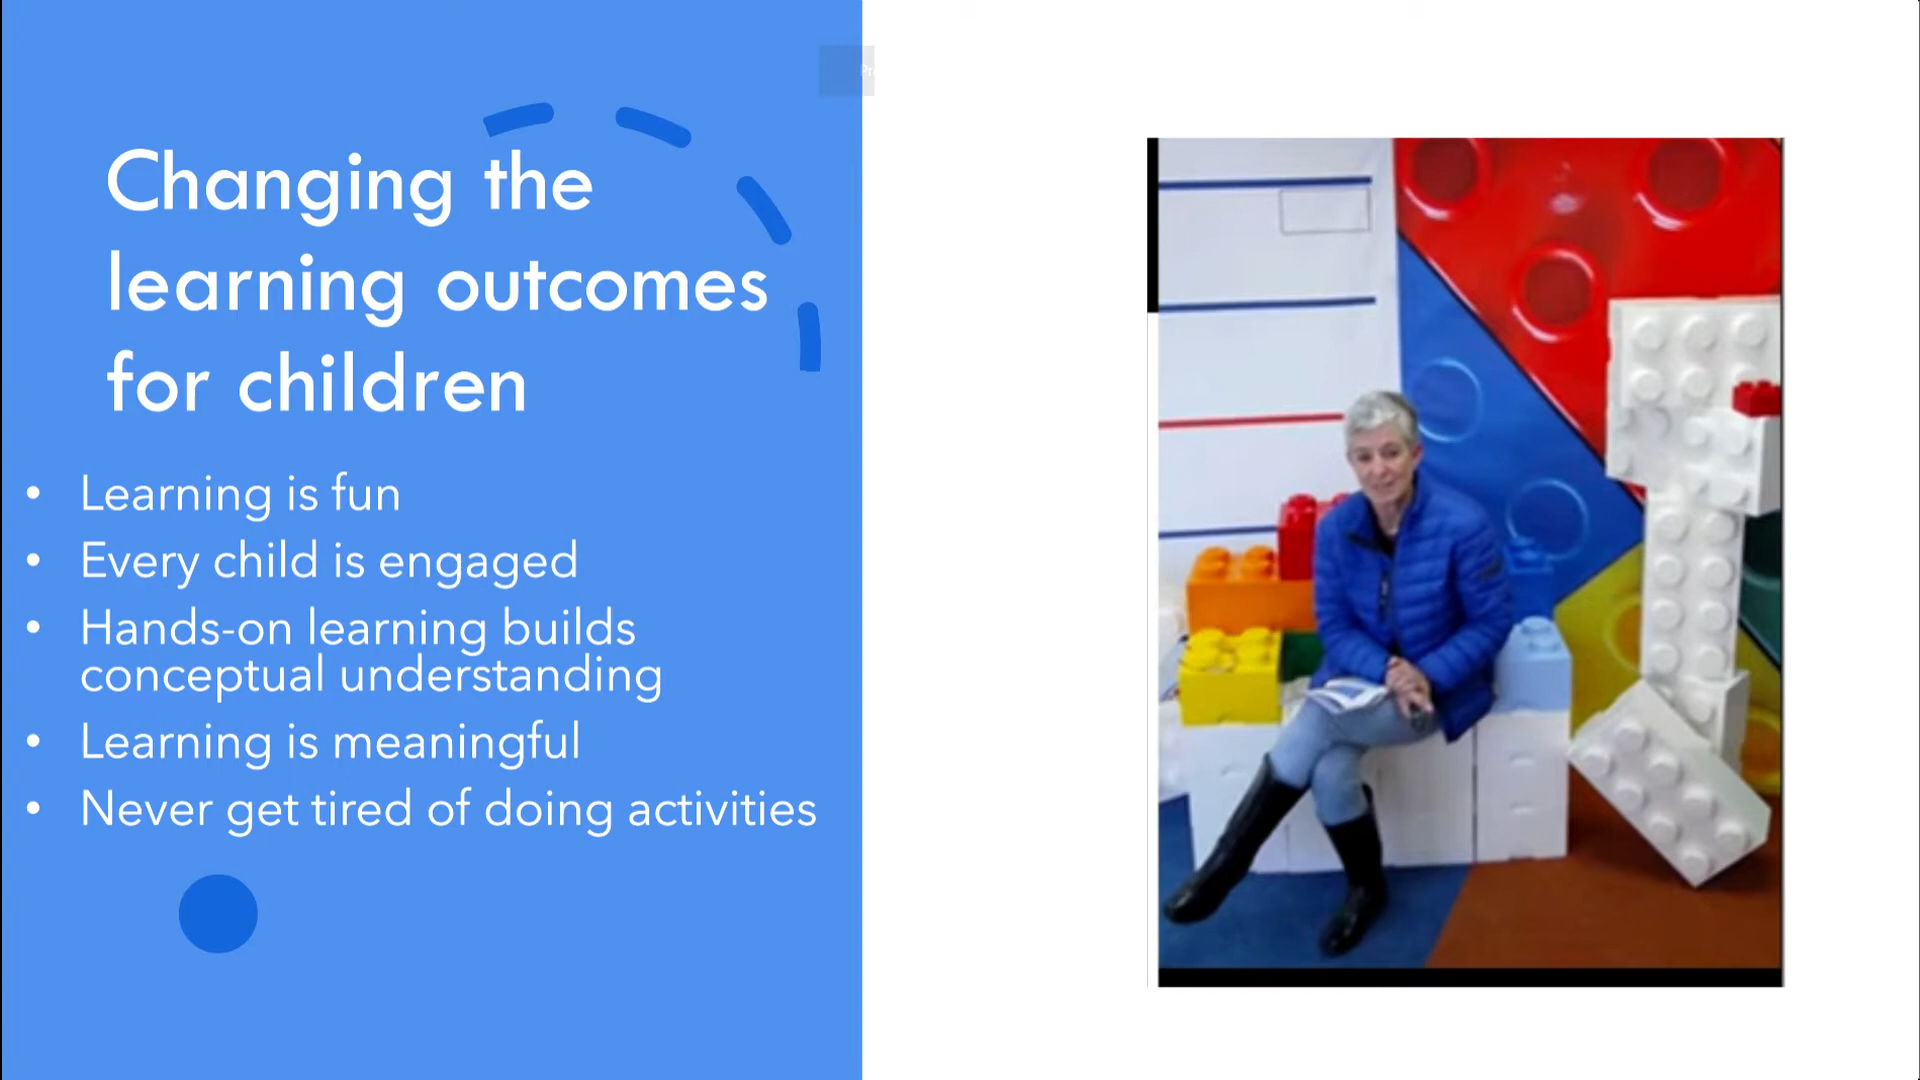 Changing the
learning outcomes
for children
• Learning is fun
• Every child is engaged
• Hands-on learning builds
conceptual understanding
• Learning is meaningful
• Never get tired of doing activities